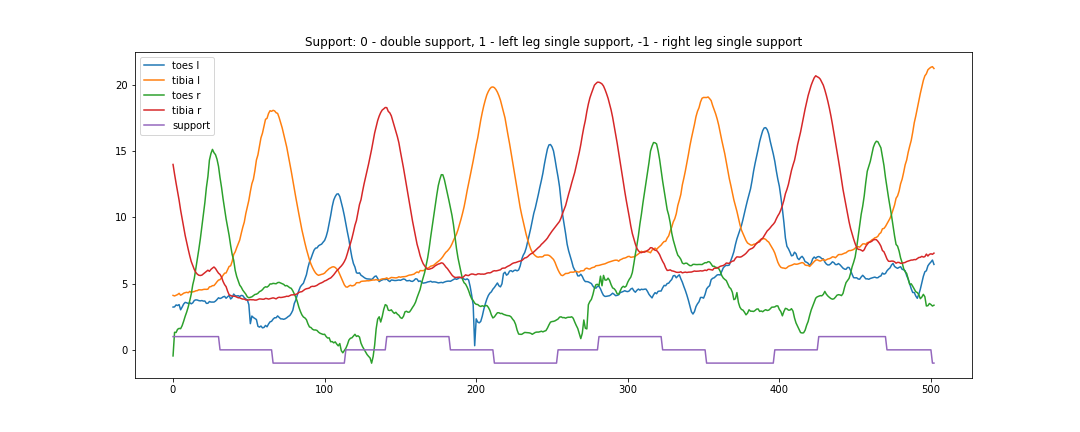 Support: 0 - double support, 1 - left leg single support, -1 - right leg single support
toes l
tibia l
toes r
tibia r
support
20
15
10
5
0
0 100 200 300 400 500